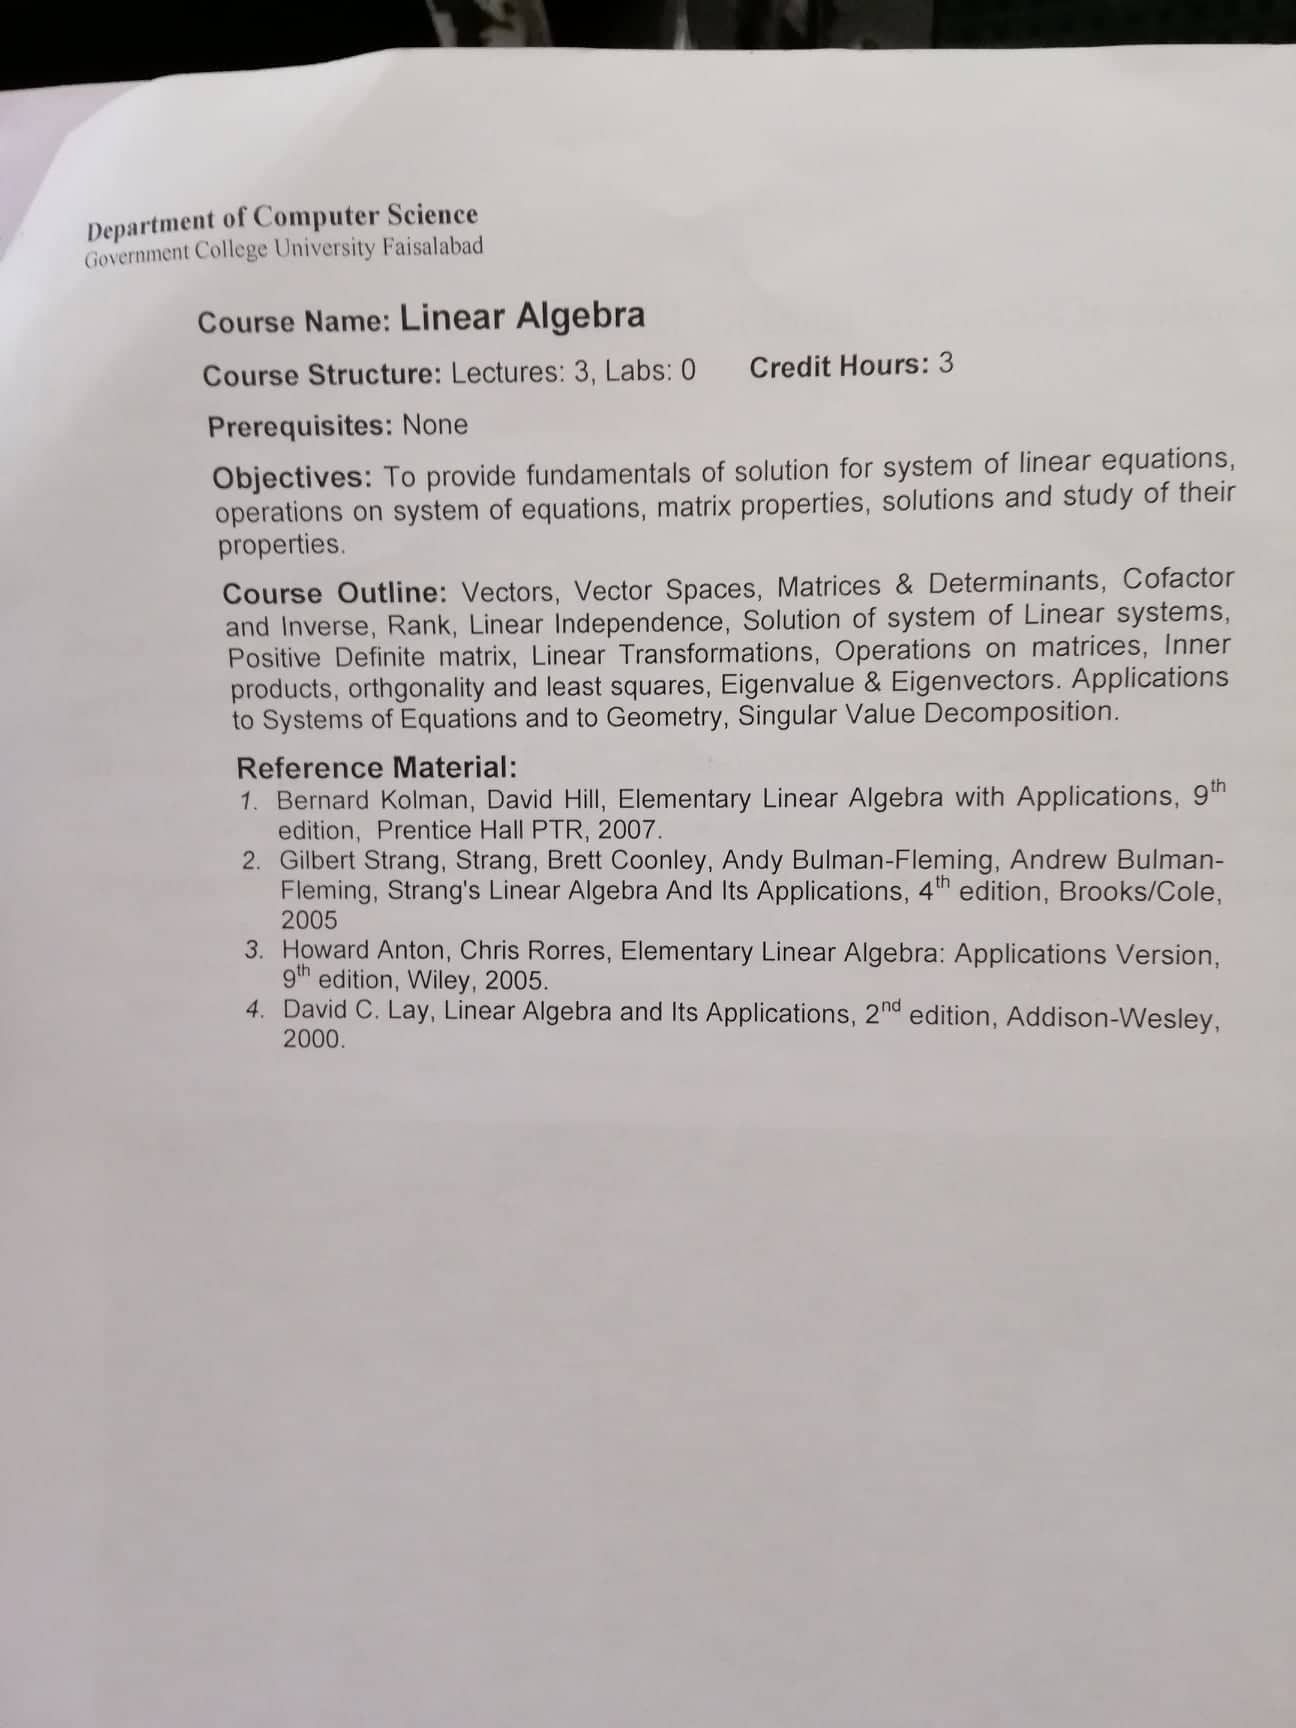 Department of Computer Science
Government College University Faisalabad
Course Name: Linear Algebra
Course Structure: Lectures: 3, Labs: 0 Credit Hours: 3
Prerequisites: None
Objectives: To provide fundamentals of solution for system of linear equations,
operations on system of equations, matrix properties, solutions and study of their
properties.
Course Outline: Vectors, Vector Spaces, Matrices & Determinants, Cofactor
and Inverse, Rank, Linear Independence, Solution of system of Linear systems,
Positive Definite matrix, Linear Transformations, Operations on matrices, Inner
products, orthgonality and least squares, Eigenvalue & Eigenvectors. Applications
to Systems of Equations and to Geometry, Singular Value Decomposition.
Reference Material:
1. Bernard Kolman, David Hill, Elementary Linear Algebra with Applications, 9th
edition, Prentice Hall PTR, 2007.
2. Gilbert Strang, Strang, Brett Coonley, Andy Bulman-Fleming, Andrew Bulman-
Fleming, Strang's Linear Algebra And Its Applications, 4th edition, Brooks/Cole,
2005
3. Howard Anton, Chris Rorres, Elementary Linear Algebra: Applications Version,
9th edition, Wiley, 2005.
4. David C. Lay, Linear Algebra and Its Applications, 2nd edition, Addison-Wesley,
2000.